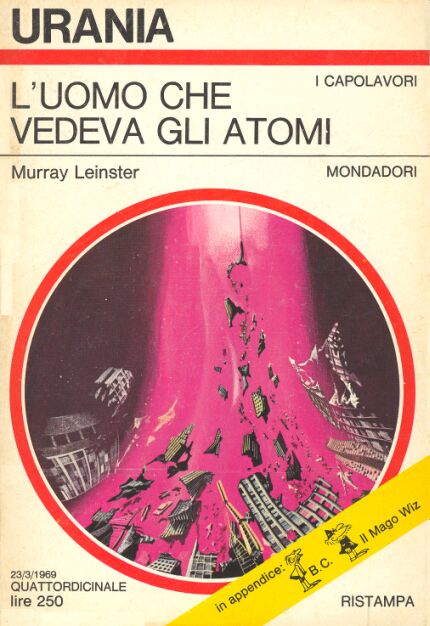 URANIA
I CAPOLAVORI
L'UOMO CHE
VEDEVA GLI ATOMI
Murray Leinster
MONDADORI
in appendice: B.C. Il Mago Wiz
23/3/1969
QUATTORDICINALE
lire 250
RISTAMPA